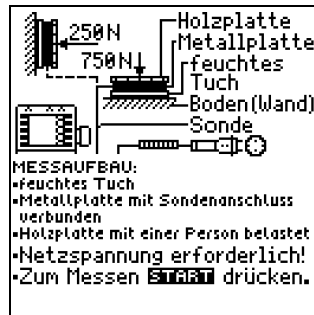 250N
Holzplatte
Metallplatte
750N
feuchtes
Tuch
Boden(Wand)
Sonde
MESSAUFBAU:
▪feuchtes Tuch
▪Metallplatte mit Sondenanschluss
verbunden
▪Holzplatte mit einer Person belastet
▪Netzspannung erforderlich!
▪Zum Messen START drücken.